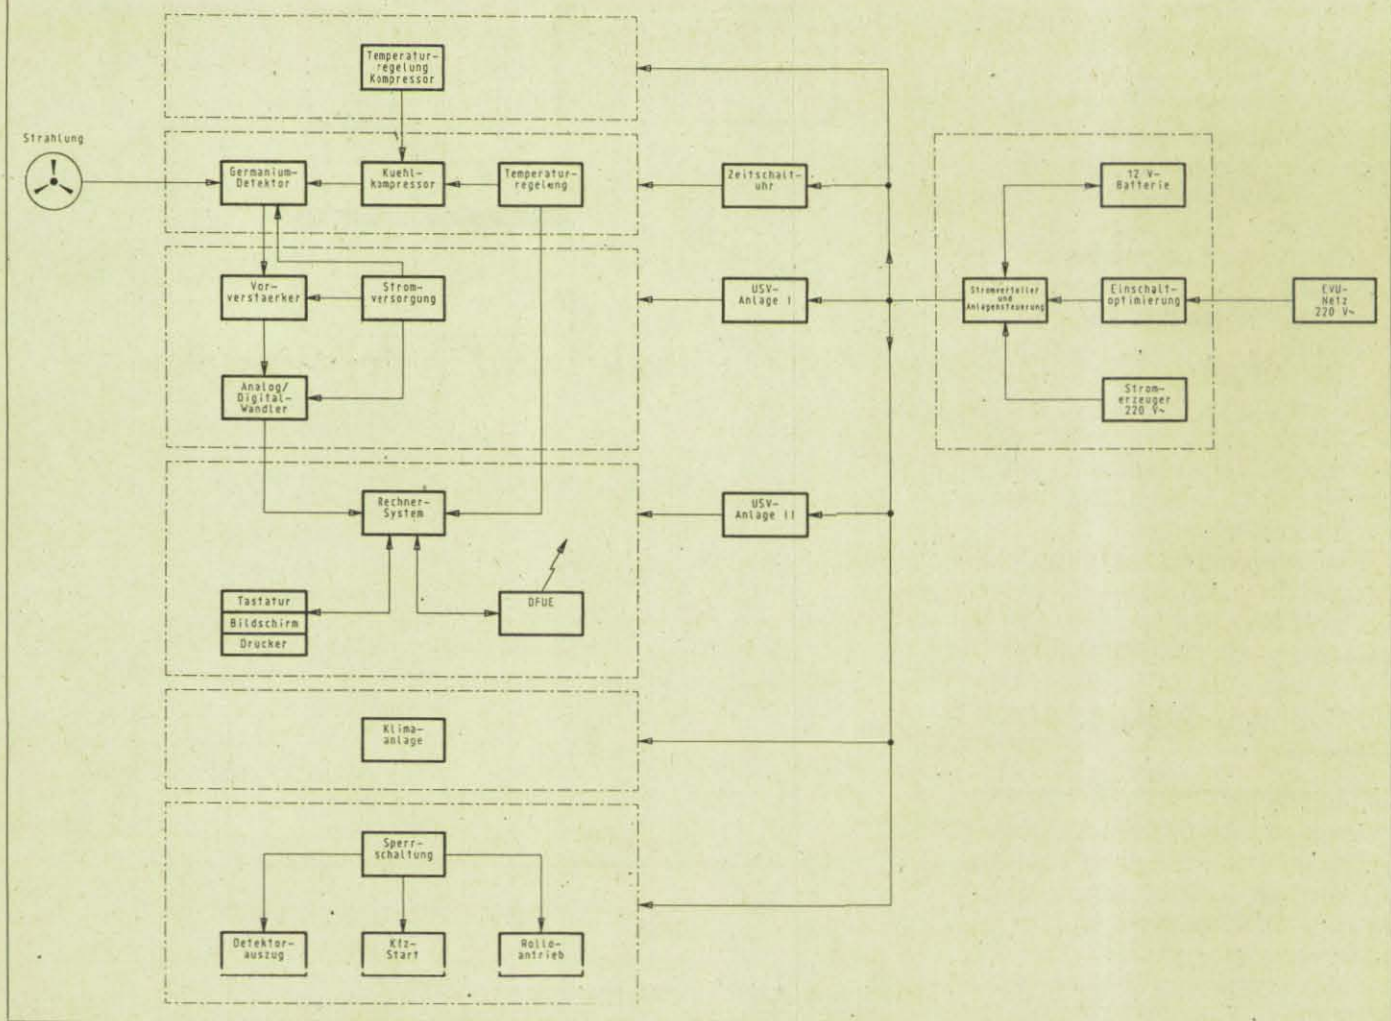 Temperatur-
regelung
Kompressor
Strahlung
Germanium-
Detektor
Kuehl-
kompressor
Temperatur-
regelung
Zeitschalt-
uhr
12 V-
Batterie
Vor-
verstaerker
Strom-
versorgung
USV-
Anlage I
Stromverteiler
und
Anlagensteuerung
Einschalt-
optimierung
EVU-
Netz
220 V~
Analog/
Digital-
Wandler
Strom-
erzeuger
220 V~
Rechner-
System
USV-
Anlage II
Tastatur
Bildschirm
Drucker
DFUE
Klima-
anlage
Sperr-
schaltung
Detektor-
auszug
Kfz-
Start
Rollo-
antrieb